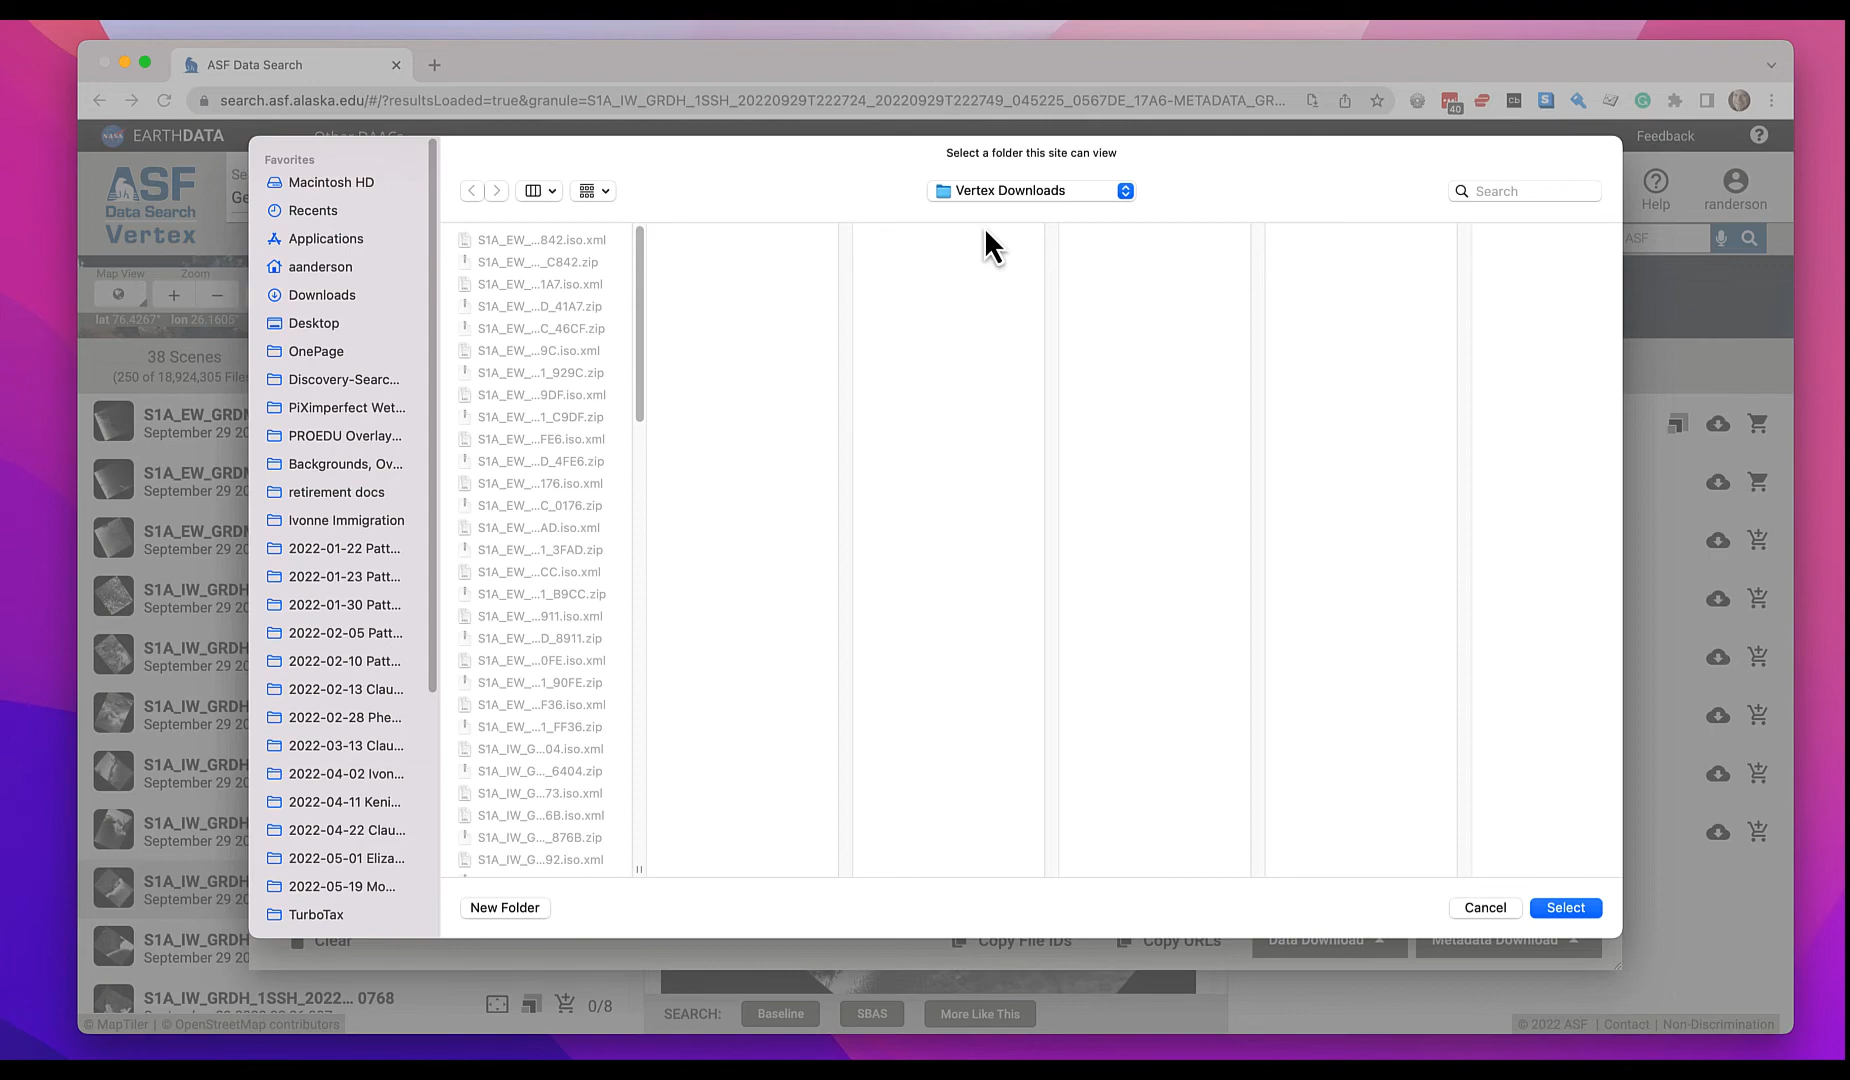 ASF Data Search
search.asf.alaska.edu/#/?resultsLoaded=true&granule=S1A_IW_GRDH_1SSH_20220929T222724_20220929T222749_045225_0567DE_17A6-METADATA_GR...
40
Cb
S
NASA
EARTHDATA
Other DAACs
Feedback
ASF
Data Search
Vertex
Help
randerson
ASF
Map View
Zoom
lat 76.4267° lon 26.1605°
38 Scenes
(250 of 18,924,305 Files
S1A_EW_GRD
September 29 20
S1A_EW_GRD
September 29 20
S1A_EW_GRD
September 29 20
S1A_IW_GRDH
September 29 20
S1A_IW_GRDH
September 29 20
S1A_IW_GRDH
September 29 20
S1A_IW_GRDH
September 29 20
S1A_IW_GRDH
September 29 20
S1A_IW_GRDH
September 29 20
S1A_IW_GRDH
September 29 20
S1A_IW_GRDH_1SSH_2022... 0768
0/8
© MapTiler | © OpenStreetMap contributors
Favorites
Macintosh HD
Recents
Applications
aanderson
Downloads
Desktop
OnePage
Discovery-Searc...
PiXimperfect Wet...
PROEDU Overlay...
Backgrounds, Ov...
retirement docs
Ivonne Immigration
2022-01-22 Patt...
2022-01-23 Patt...
2022-01-30 Patt...
2022-02-05 Patt...
2022-02-10 Patt...
2022-02-13 Clau...
2022-02-28 Phe...
2022-03-13 Clau...
2022-04-02 Ivon...
2022-04-11 Keni...
2022-04-22 Clau...
2022-05-01 Eliza...
2022-05-19 Mo...
TurboTax
Select a folder this site can view
Vertex Downloads
Search
S1A_EW_...842.iso.xml
S1A_EW_..._C842.zip
S1A_EW_...1A7.iso.xml
S1A_EW_...D_41A7.zip
S1A_EW_...C_46CF.zip
S1A_EW_...9C.iso.xml
S1A_EW_...1_929C.zip
S1A_EW_...9DF.iso.xml
S1A_EW_...1_C9DF.zip
S1A_EW_...FE6.iso.xml
S1A_EW_...D_4FE6.zip
S1A_EW_...176.iso.xml
S1A_EW_...C_0176.zip
S1A_EW_...AD.iso.xml
S1A_EW_...1_3FAD.zip
S1A_EW_...CC.iso.xml
S1A_EW_...1_B9CC.zip
S1A_EW_...911.iso.xml
S1A_EW_...D_8911.zip
S1A_EW_...0FE.iso.xml
S1A_EW_...1_90FE.zip
S1A_EW_...F36.iso.xml
S1A_EW_...1_FF36.zip
S1A_IW_G...04.iso.xml
S1A_IW_G..._6404.zip
S1A_IW_G...73.iso.xml
S1A_IW_G...6B.iso.xml
S1A_IW_G..._876B.zip
S1A_IW_G...92.iso.xml
New Folder
Cancel
Select
Clear
Copy File IDs
Copy URLs
Data Download
Metadata Download
SEARCH:
Baseline
SBAS
More Like This
© 2022 ASF | Contact | Non-Discrimination